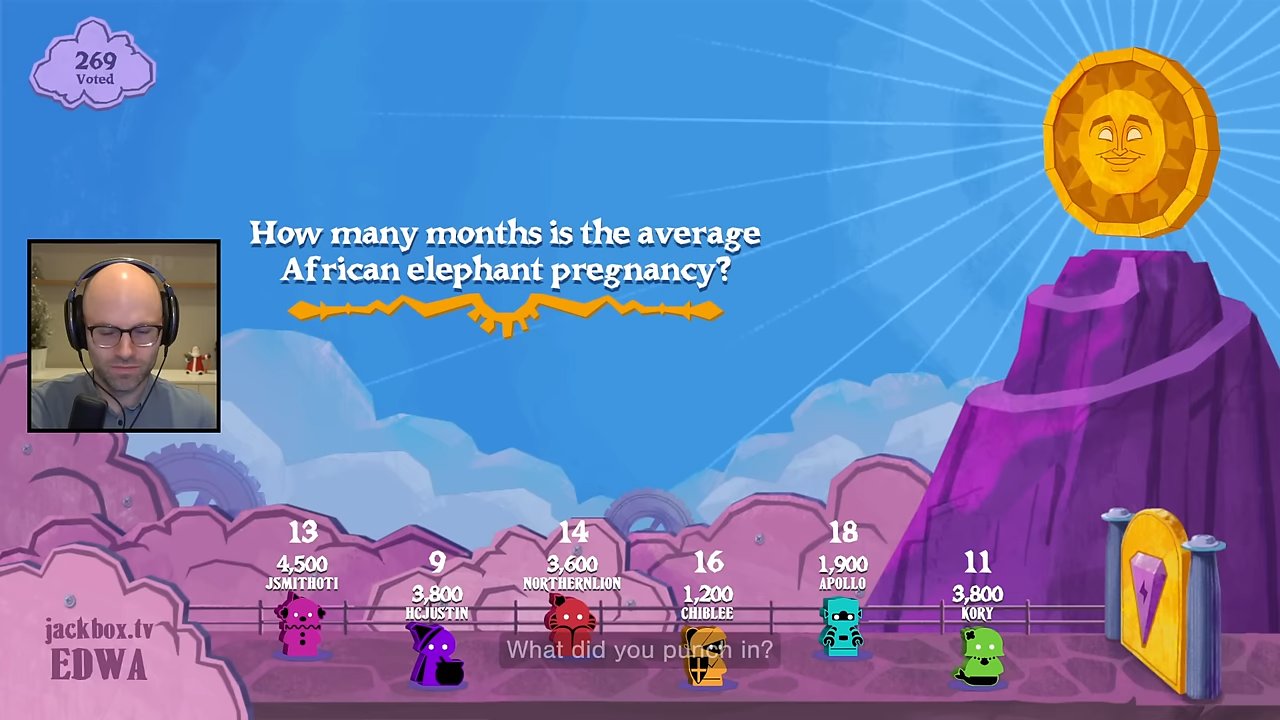 269
Voted
How many months is the average
African elephant pregnancy?
13
4,500
JSMITHOTI
9
3,800
HCJUSTIN
14
3,600
NORTHERNLION
16
1,200
CHIBLEE
18
1,900
APOLLO
11
3,800
KORY
What did you punch in?
jackbox.tv
EDWA